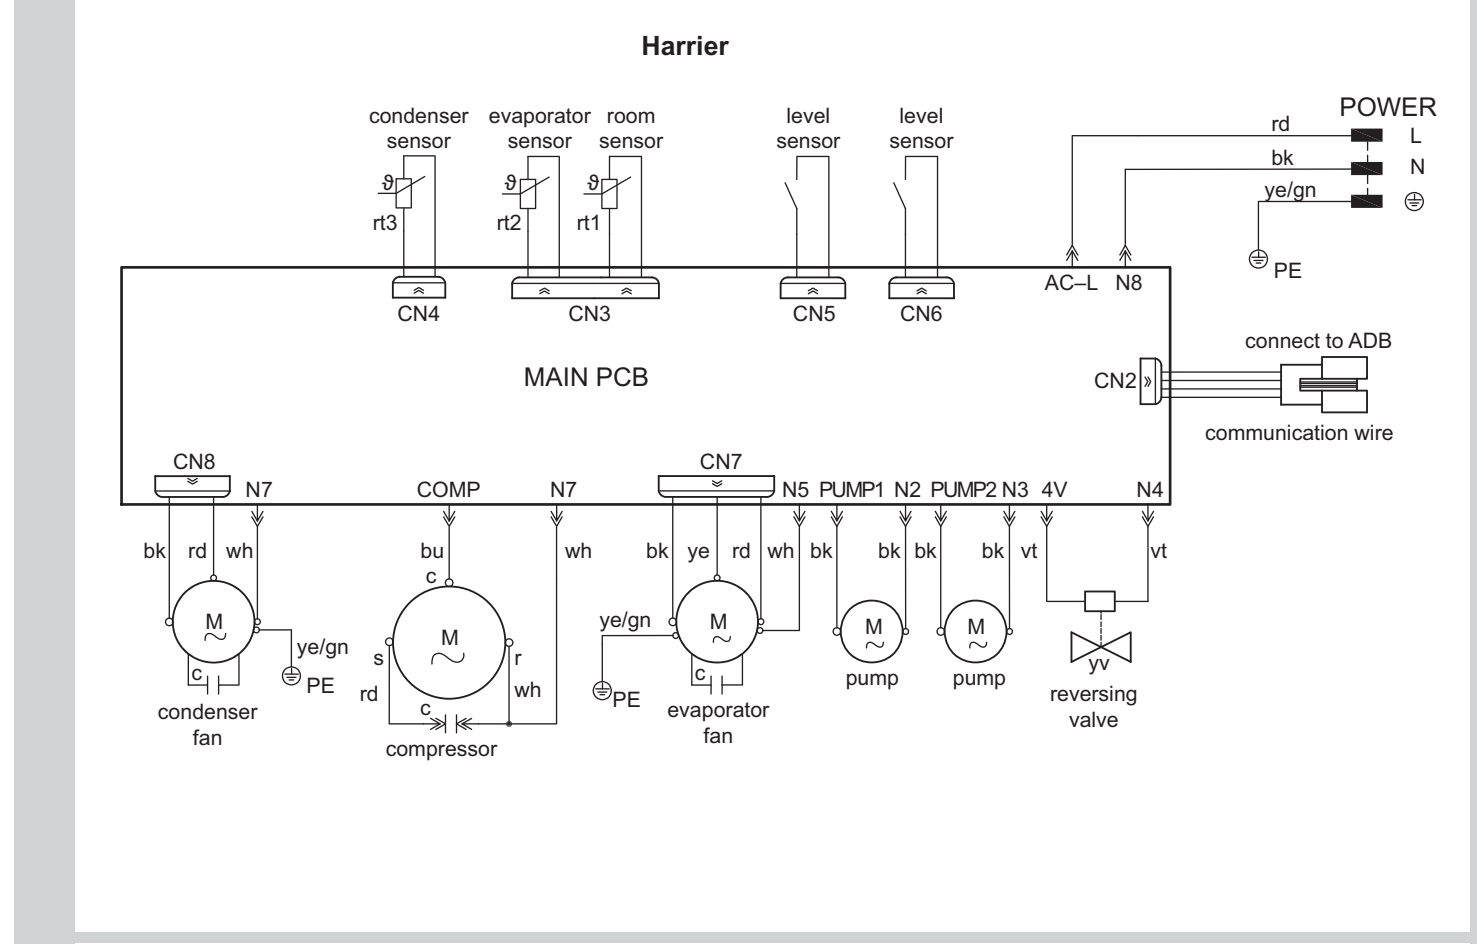 Harrier
condenser
sensor
evaporator
sensor
room
sensor
level
sensor
level
sensor
POWER
rd
L
bk
N
ye/gn
ϑ
ϑ
ϑ
rt3
rt2
rt1
PE
AC–L N8
CN4
CN3
CN5
CN6
connect to ADB
MAIN PCB
CN2
communication wire
CN8
CN7
N7
COMP
N7
N5 PUMP1 N2 PUMP2 N3 4V
N4
bk rd wh
bu
wh
bk ye rd wh bk
bk bk
bk vt
vt
c
M
ye/gn
PE
c
condenser
fan
M
s
r
rd
wh
c
compressor
ye/gn
M
PE
c
evaporator
fan
M
pump
M
pump
yv
reversing
valve